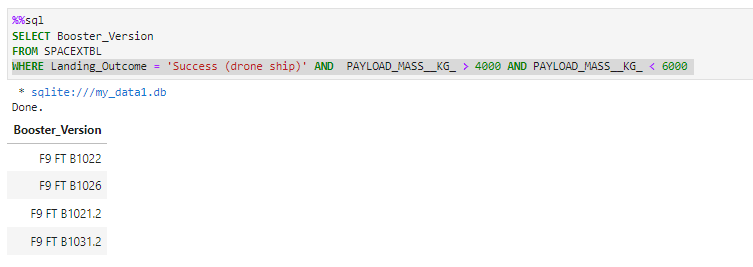 %%sql
SELECT Booster_Version
FROM SPACEXTBL
WHERE Landing_Outcome = 'Success (drone ship)' AND  PAYLOAD_MASS__KG_ > 4000 AND PAYLOAD_MASS__KG_ < 6000
* sqlite:///my_data1.db
Done.
Booster_Version
F9 FT B1022
F9 FT B1026
F9 FT B1021.2
F9 FT B1031.2